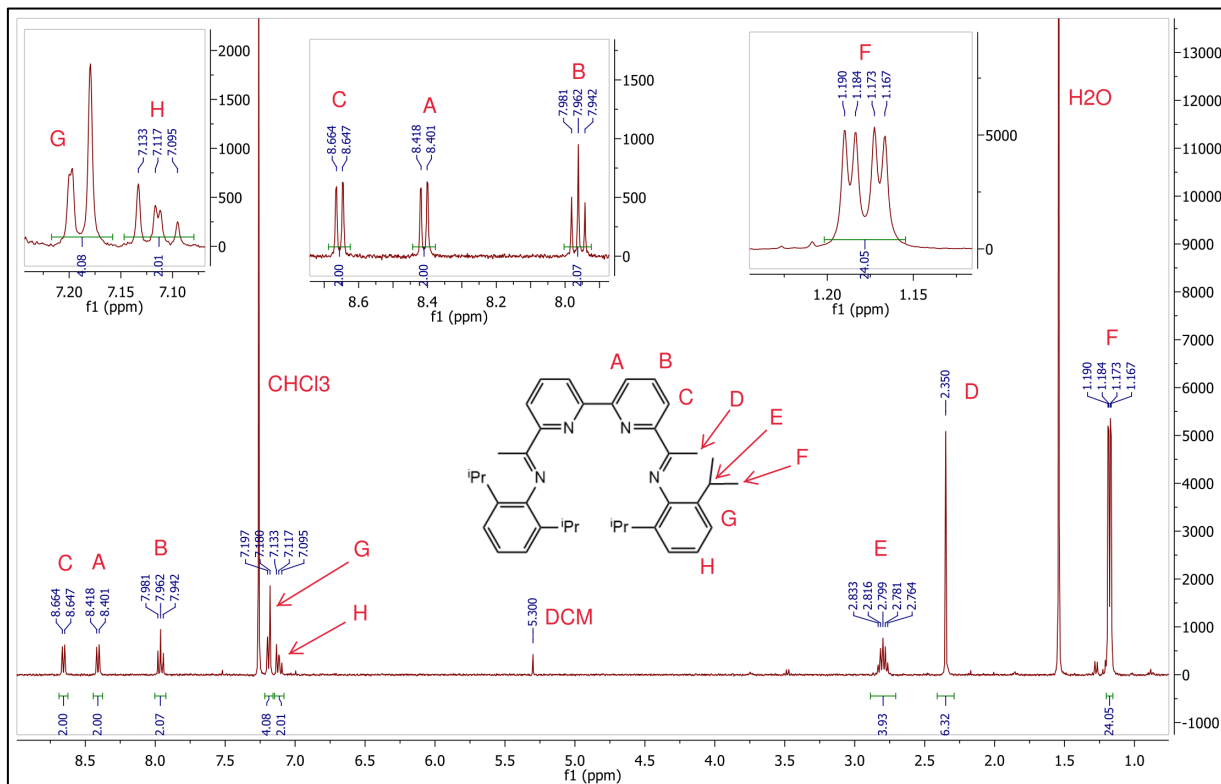 G
H
7.133
7.117
7.095
4.08
2.01
7.20
7.15
7.10
f1 (ppm)
0
500
1000
1500
2000
C
A
B
8.664
8.647
8.418
8.401
7.981
7.962
7.942
2.00
2.00
2.07
8.6
8.4
8.2
8.0
f1 (ppm)
0
500
1000
1500
F
1.190
1.184
1.173
1.167
24.05
1.20
1.15
f1 (ppm)
0
5000
H2O
CHCl3
A
B
C
D
E
F
G
H
N
N
N
N
iPr
iPr
iPr
C
8.664
8.647
A
8.418
8.401
B
7.981
7.962
7.942
7.197
7.180
7.133
7.117
7.095
G
H
5.300
DCM
E
2.833
2.816
2.799
2.781
2.764
2.350
D
F
1.190
1.184
1.173
1.167
2.00
2.00
2.07
4.08
2.01
3.93
6.32
24.05
8.5
8.0
7.5
7.0
6.5
6.0
5.5
5.0
4.5
4.0
3.5
3.0
2.5
2.0
1.5
1.0
f1 (ppm)
13000
12000
11000
10000
9000
8000
7000
6000
5000
4000
3000
2000
1000
0
-1000